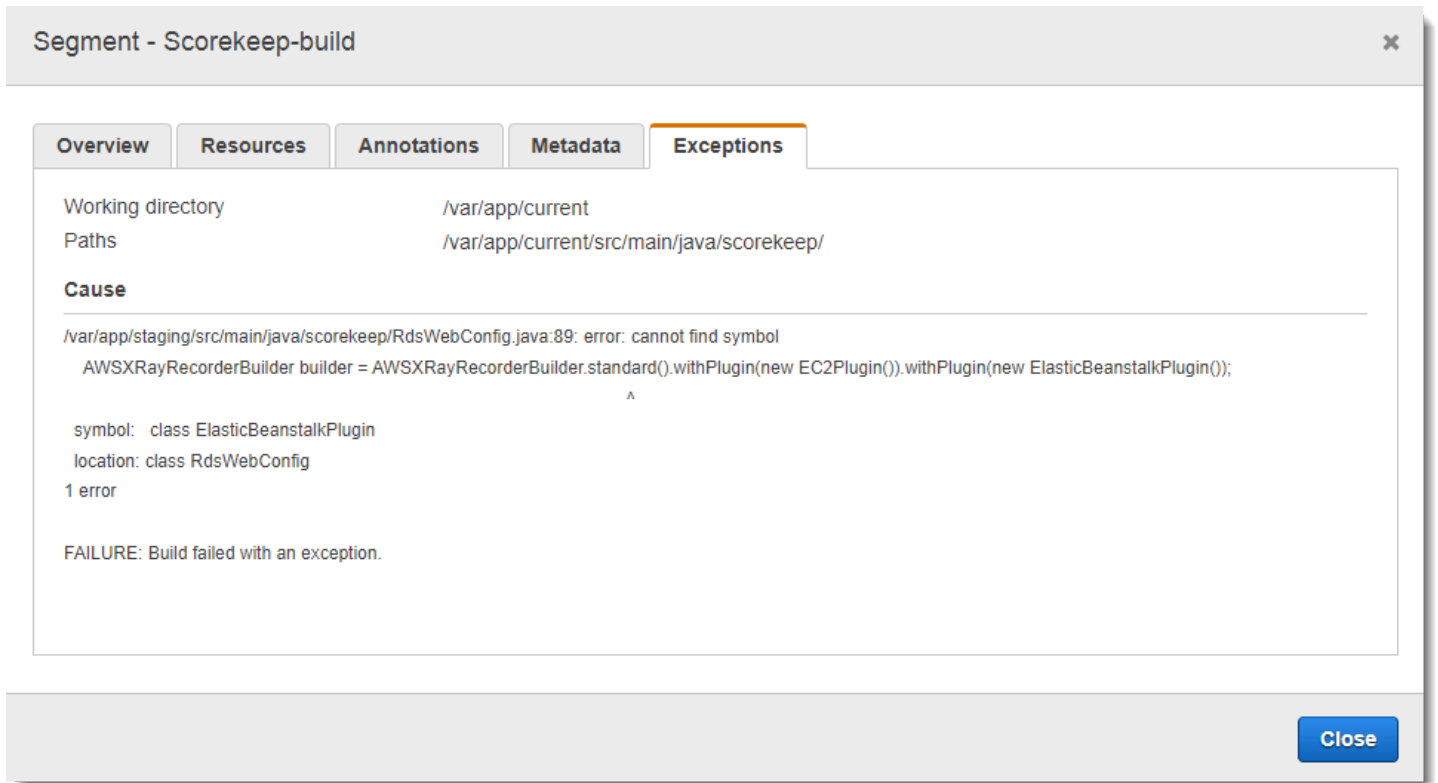 Segment - Scorekeep-build
×
Overview Resources Annotations Metadata Exceptions
Working directory /var/app/current
Paths /var/app/current/src/main/java/scorekeep/
Cause
/var/app/staging/src/main/java/scorekeep/RdsWebConfig.java:89: error: cannot find symbol
AWSXRayRecorderBuilder builder = AWSXRayRecorderBuilder.standard().withPlugin(new EC2Plugin()).withPlugin(new ElasticBeanstalkPlugin());
^
symbol: class ElasticBeanstalkPlugin
location: class RdsWebConfig
1 error
FAILURE: Build failed with an exception.
Close